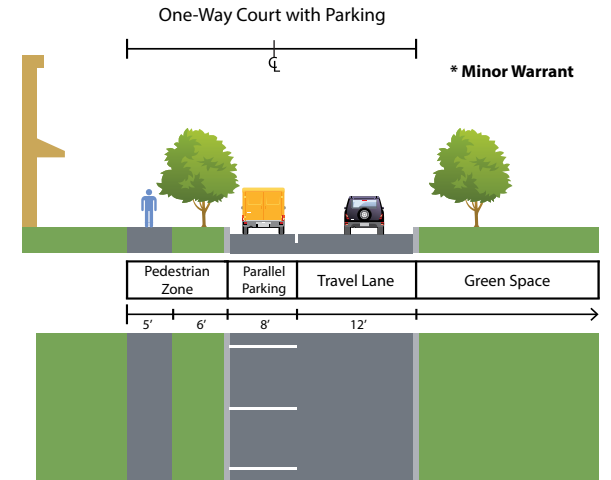 One-Way Court with Parking
℄
* Minor Warrant
Pedestrian
Zone
Parallel
Parking
Travel Lane
Green Space
5’
6’
8’
12’